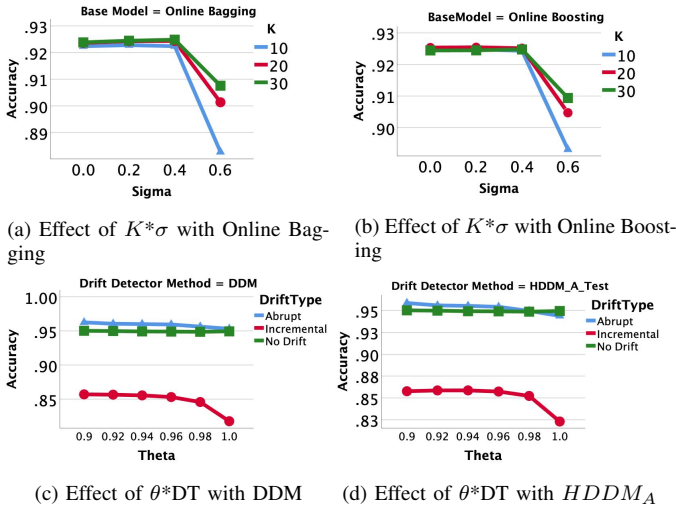 Base Model = Online Bagging
.93
.92
.91
.90
.89
Accuracy
0.0 0.2 0.4 0.6
Sigma
K
10
20
30
(a) Effect of K*σ with Online Bag-
ging
BaseModel = Online Boosting
.93
.92
.91
.90
Accuracy
0.0 0.2 0.4 0.6
Sigma
K
10
20
30
(b) Effect of K*σ with Online Boost-
ing
Drift Detector Method = DDM
1.00
.95
.90
.85
Accuracy
0.9 0.92 0.94 0.96 0.98 1.0
Theta
DriftType
Abrupt
Incremental
No Drift
(c) Effect of θ*DT with DDM
Drift Detector Method = HDDM_A_Test
.95
.93
.90
.88
.85
.83
Accuracy
0.9 0.92 0.94 0.96 0.98 1.0
Theta
DriftType
Abrupt
Incremental
No Drift
(d) Effect of θ*DT with HDDM_A